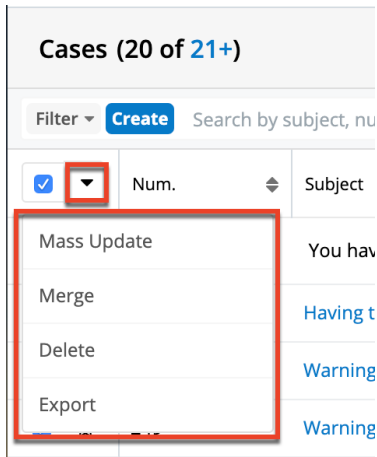 Cases (20 of 21+)
Filter Create Search by subject, nu
Num. Subject
Mass Update
You hav
Merge
Having t
Delete
Warning
Export
Warning